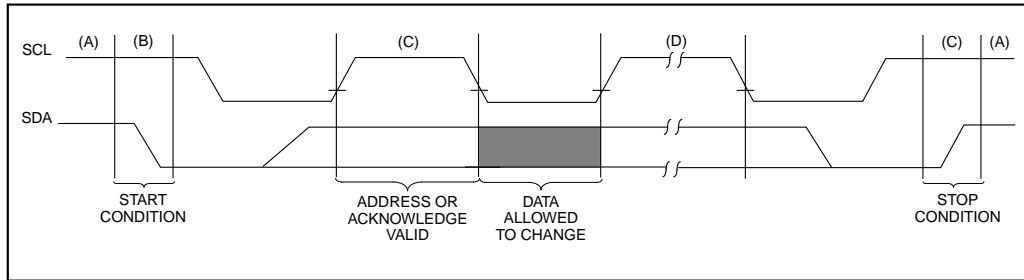 (A) (B) (C) (D) (C) (A)
SCL
SDA
START
CONDITION
ADDRESS OR
ACKNOWLEDGE
VALID
DATA
ALLOWED
TO CHANGE
STOP
CONDITION